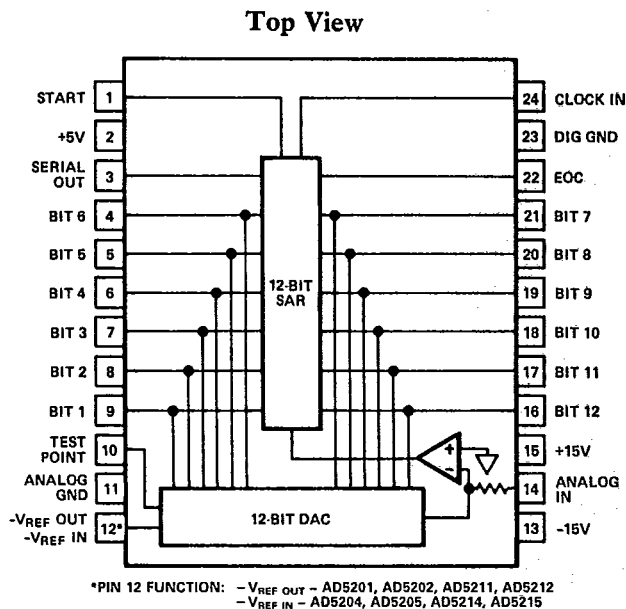 Top View
START 1
+5V 2
SERIAL
OUT 3
BIT 6 4
BIT 5 5
BIT 4 6
BIT 3 7
BIT 2 8
BIT 1 9
TEST
POINT 10
ANALOG
GND 11
-VREF OUT
-VREF IN 12*
12-BIT
SAR
+
-
12-BIT DAC
24 CLOCK IN
23 DIG GND
22 EOC
21 BIT 7
20 BIT 8
19 BIT 9
18 BIT 10
17 BIT 11
16 BIT 12
15 +15V
14 ANALOG
IN
13 -15V
*PIN 12 FUNCTION: -VREF OUT - AD5201, AD5202, AD5211, AD5212
-VREF IN - AD5204, AD5205, AD5214, AD5215